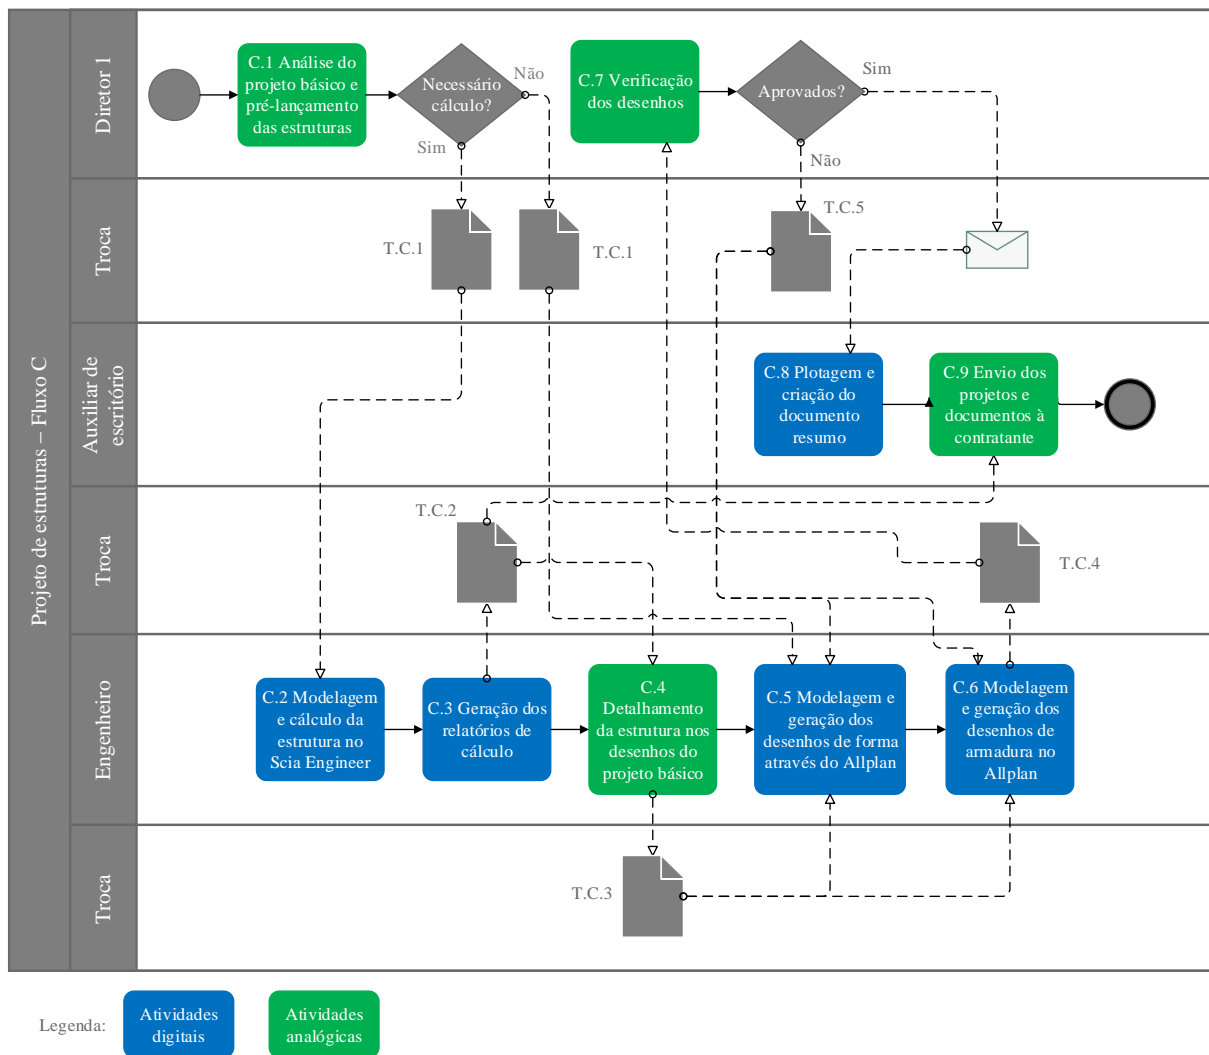 Projeto de estruturas – Fluxo C
Diretor 1
C.1 Análise do
projeto básico e
pré-lançamento
das estruturas
Necessário
cálculo?
Não
Sim
C.7 Verificação
dos desenhos
Aprovados?
Sim
Não
Troca
T.C.1
T.C.1
T.C.5
Auxiliar de
escritório
C.8 Plotagem e
criação do
documento
resumo
C.9 Envio dos
projetos e
documentos à
contratante
Troca
T.C.2
T.C.4
Engenheiro
C.2 Modelagem
e cálculo da
estrutura no
Scia Engineer
C.3 Geração dos
relatórios de
cálculo
C.4
Detalhamento
da estrutura nos
desenhos do
projeto básico
C.5 Modelagem e
geração dos
desenhos de forma
através do Allplan
C.6 Modelagem
e geração dos
desenhos de
armadura no
Allplan
Troca
T.C.3
Legenda:
Atividades
digitais
Atividades
analógicas